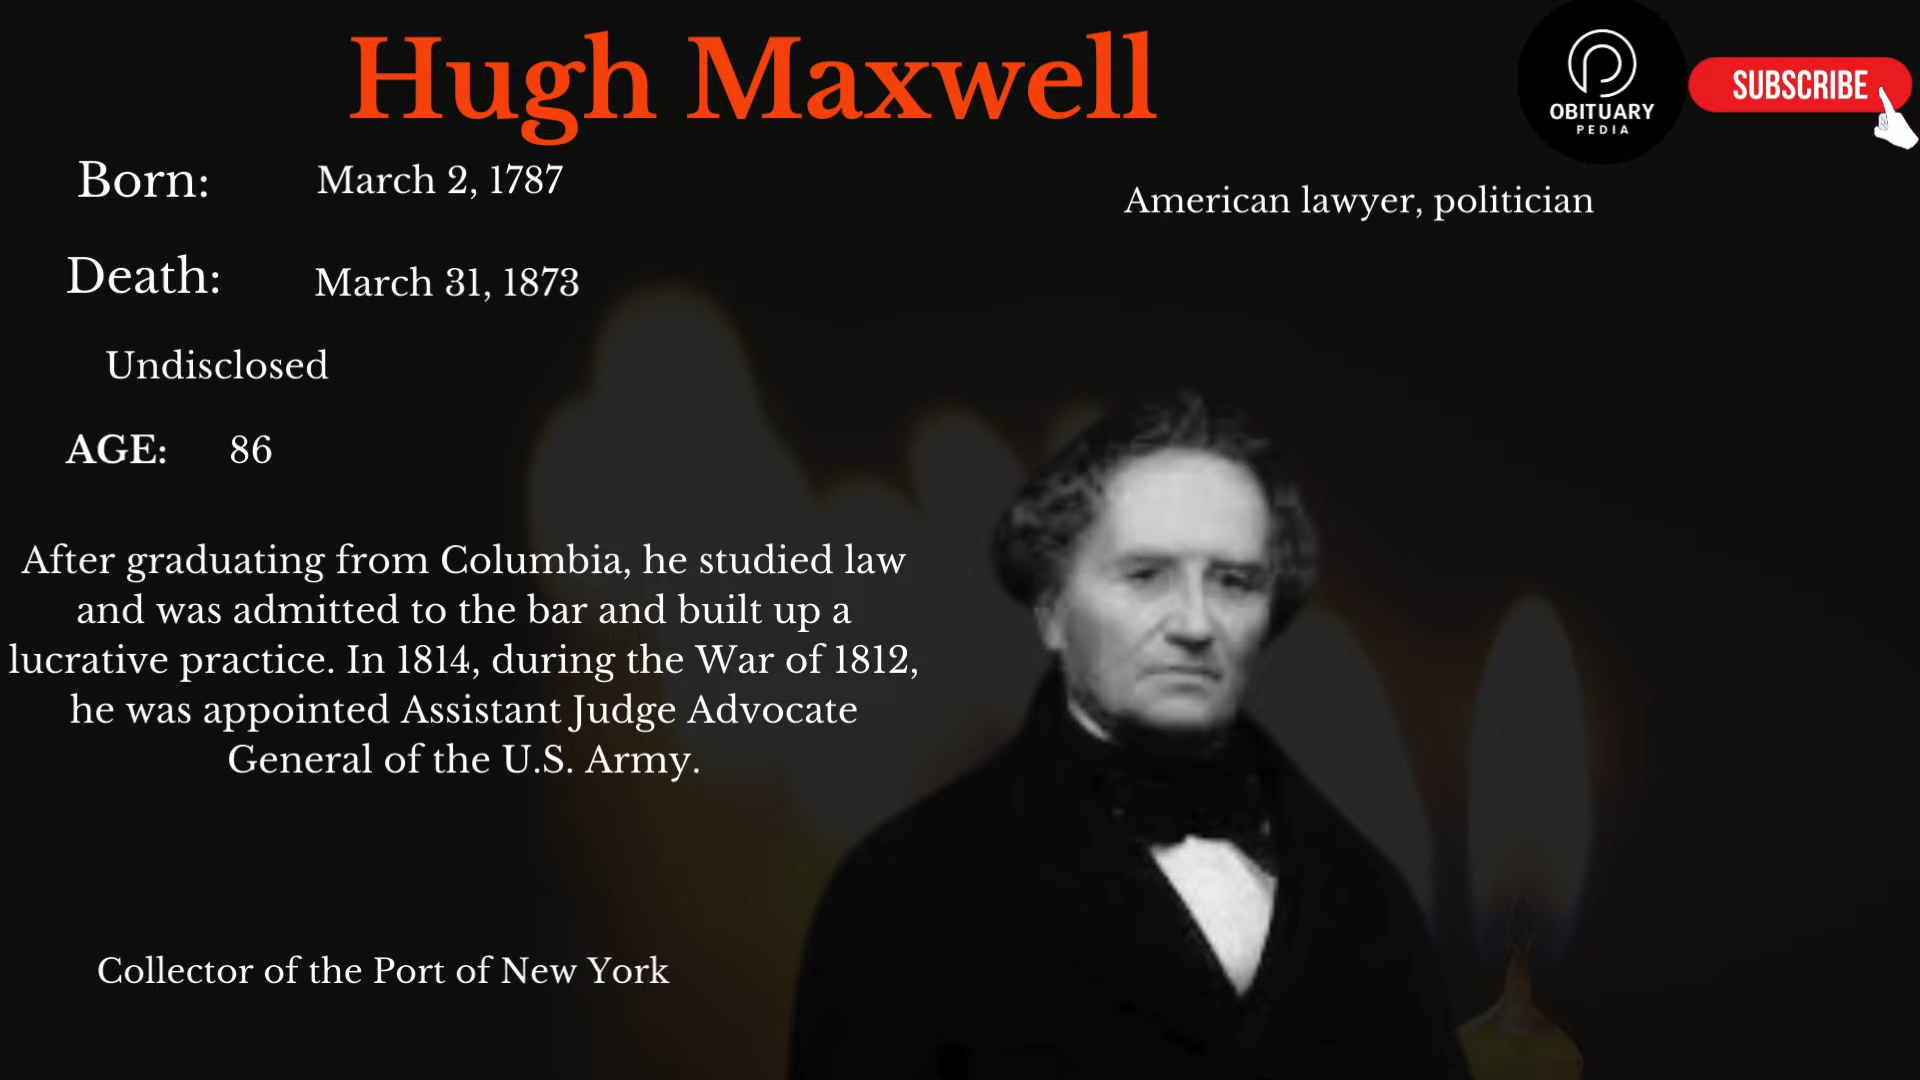 Hugh Maxwell
OBITUARY
PEDIA
SUBSCRIBE
Born: March 2, 1787
American lawyer, politician
Death: March 31, 1873
Undisclosed
AGE: 86
After graduating from Columbia, he studied law
and was admitted to the bar and built up a
lucrative practice. In 1814, during the War of 1812,
he was appointed Assistant Judge Advocate
General of the U.S. Army.
Collector of the Port of New York